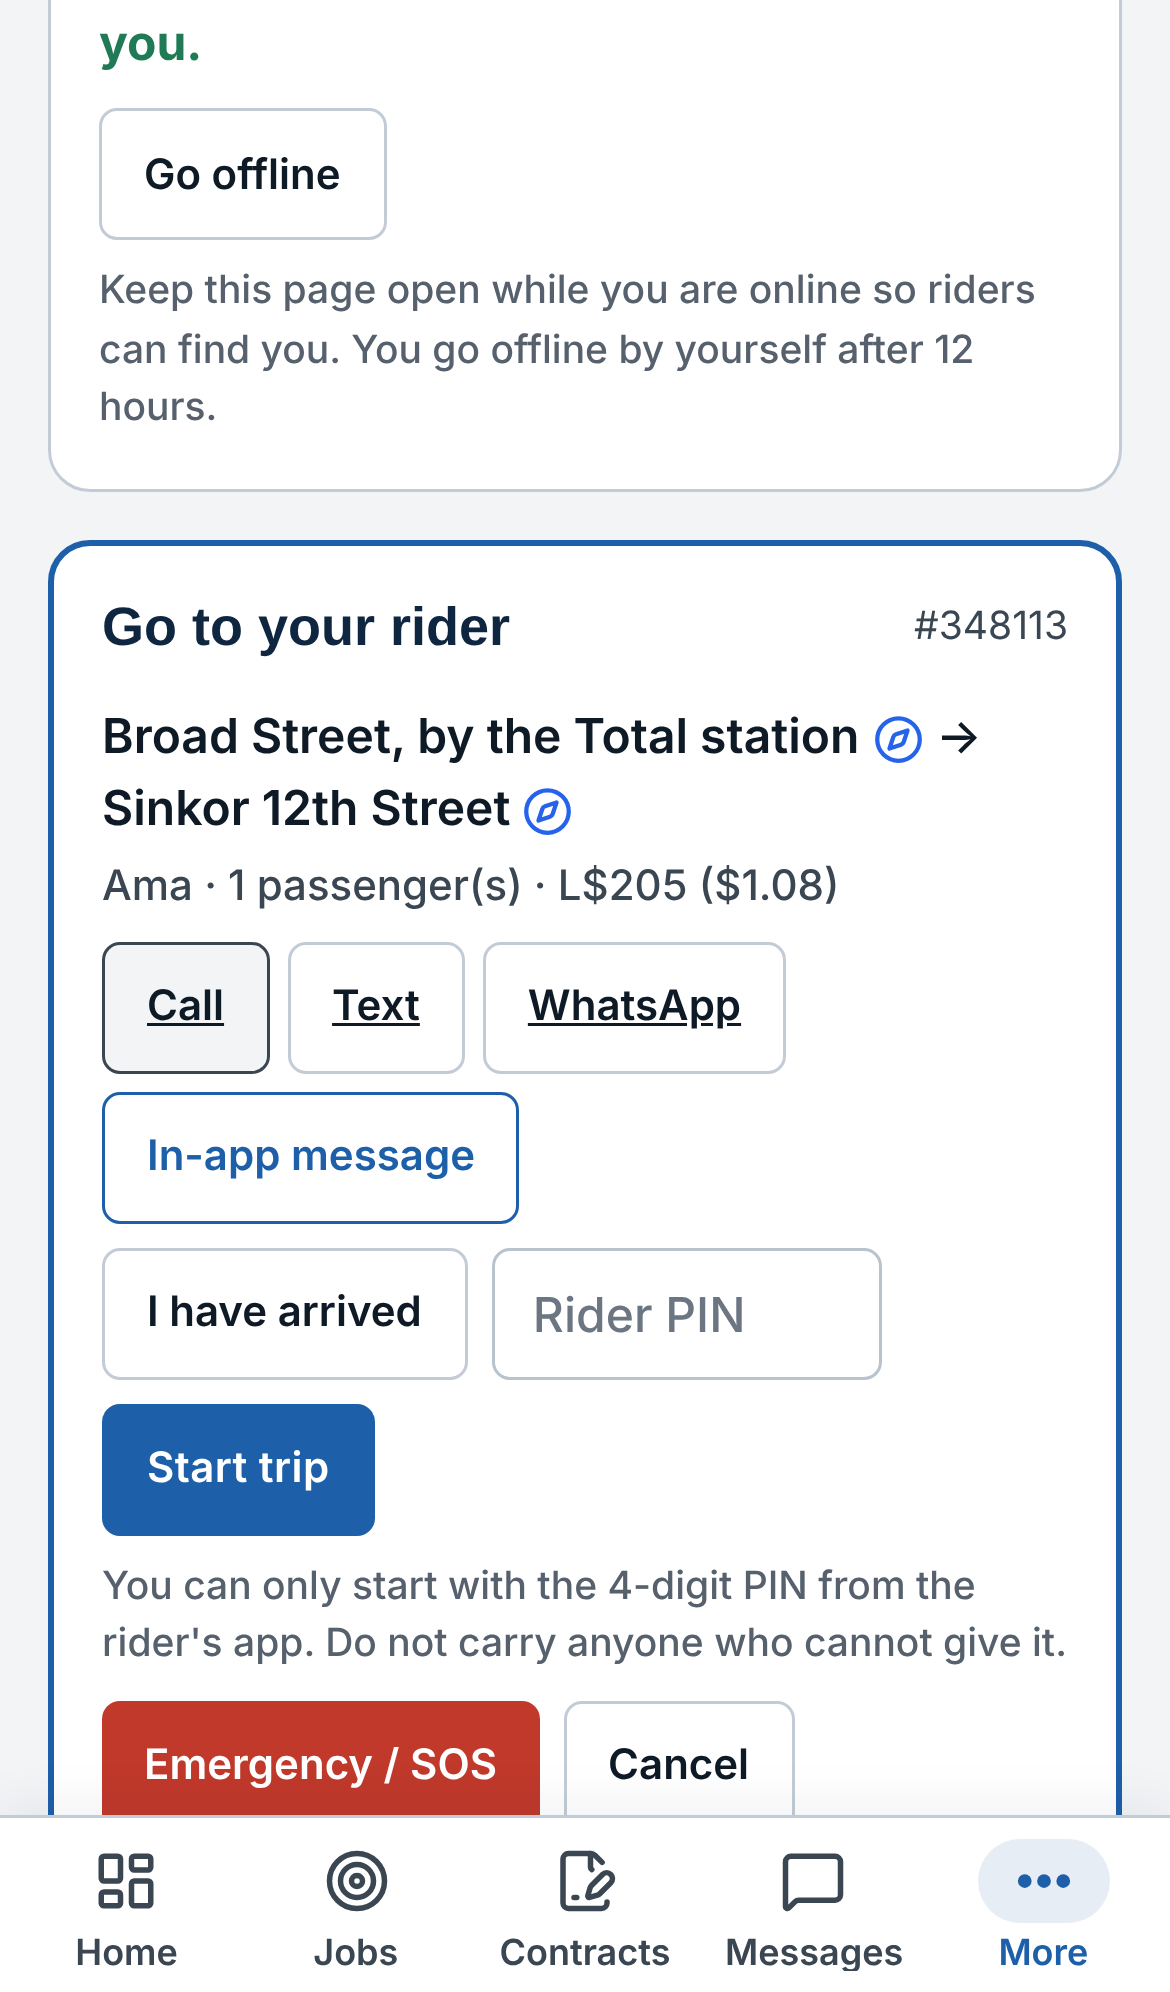 you.
Go offline
Keep this page open while you are online so riders
can find you. You go offline by yourself after 12
hours.
Go to your rider
#348113
Broad Street, by the Total station →
Sinkor 12th Street
Ama · 1 passenger(s) · L$205 ($1.08)
Call
Text
WhatsApp
In-app message
I have arrived
Rider PIN
Start trip
You can only start with the 4-digit PIN from the
rider's app. Do not carry anyone who cannot give it.
Emergency / SOS
Cancel
Home
Jobs
Contracts
Messages
More